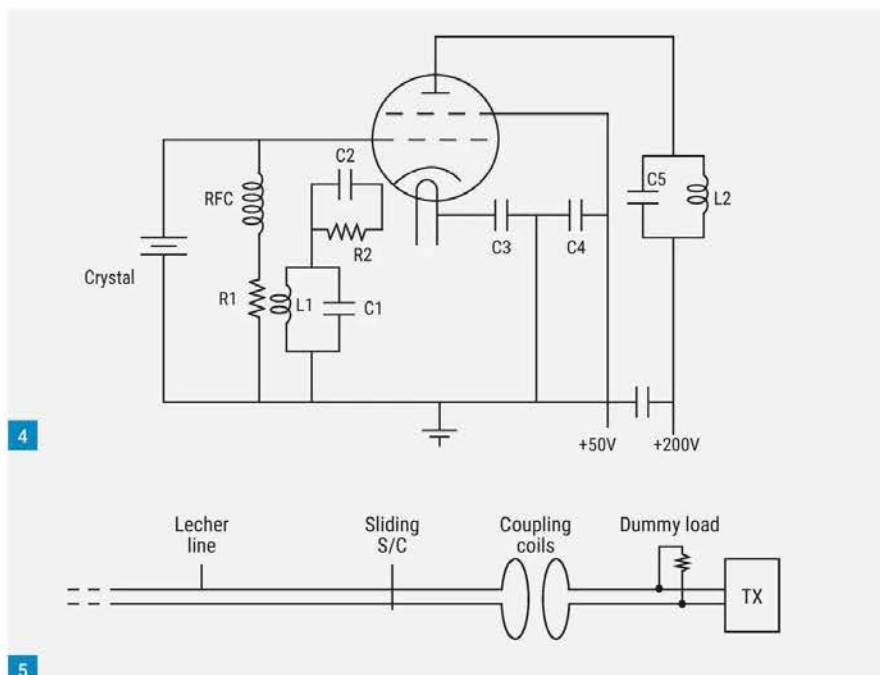 C2
C5
RFC
L2
R2
C3
C4
Crystal
R1
L1
C1
4
+50V
+200V
Lecher
line
Sliding
S/C
Coupling
coils
Dummy load
TX
5